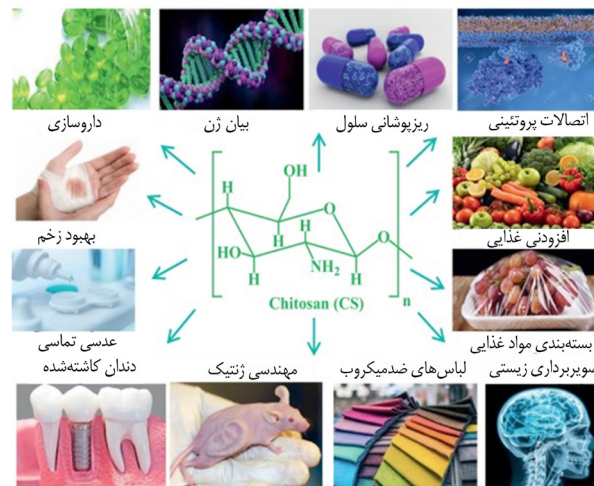 داروسازی
بیان ژن
ریزپوشانی سلول
اتصالات پروتئینی
بهبود زخم
افزودنی غذایی
عدسی تماسی
بسته‌بندی مواد غذایی
OH
H
O
H
H
HO
O
H
NH2
H
Chitosan (CS)
n
دندان کاشته‌شده
مهندسی ژنتیک
لباس‌های ضدمیکروب
صویربرداری زیستی